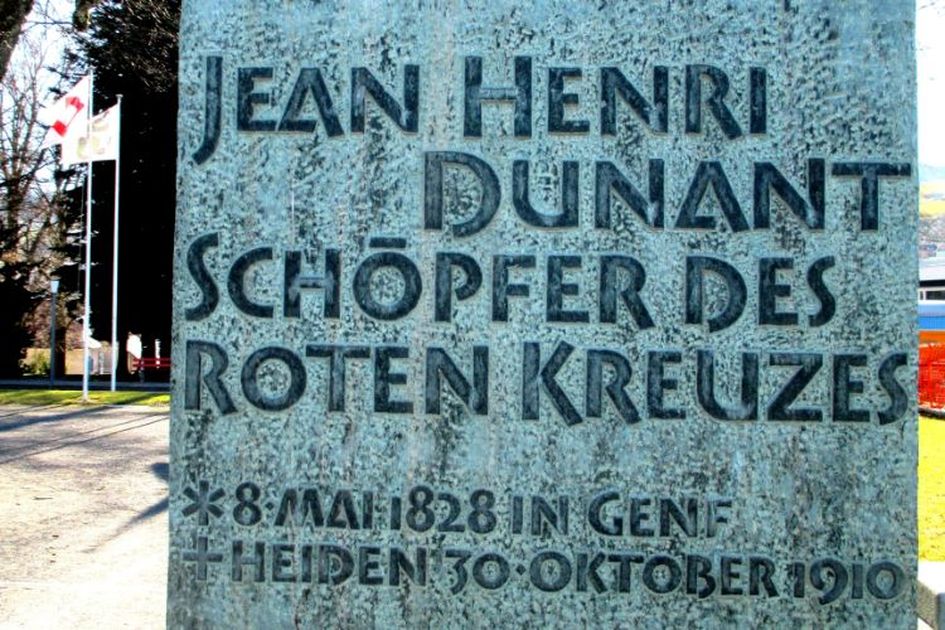 JEAN HENRI
DUNANT
SCHÖPFER DES
ROTEN KREUZES
* 8·MAI 1828 IN GENF
+ HEIDEN 30·OKTOBER 1910